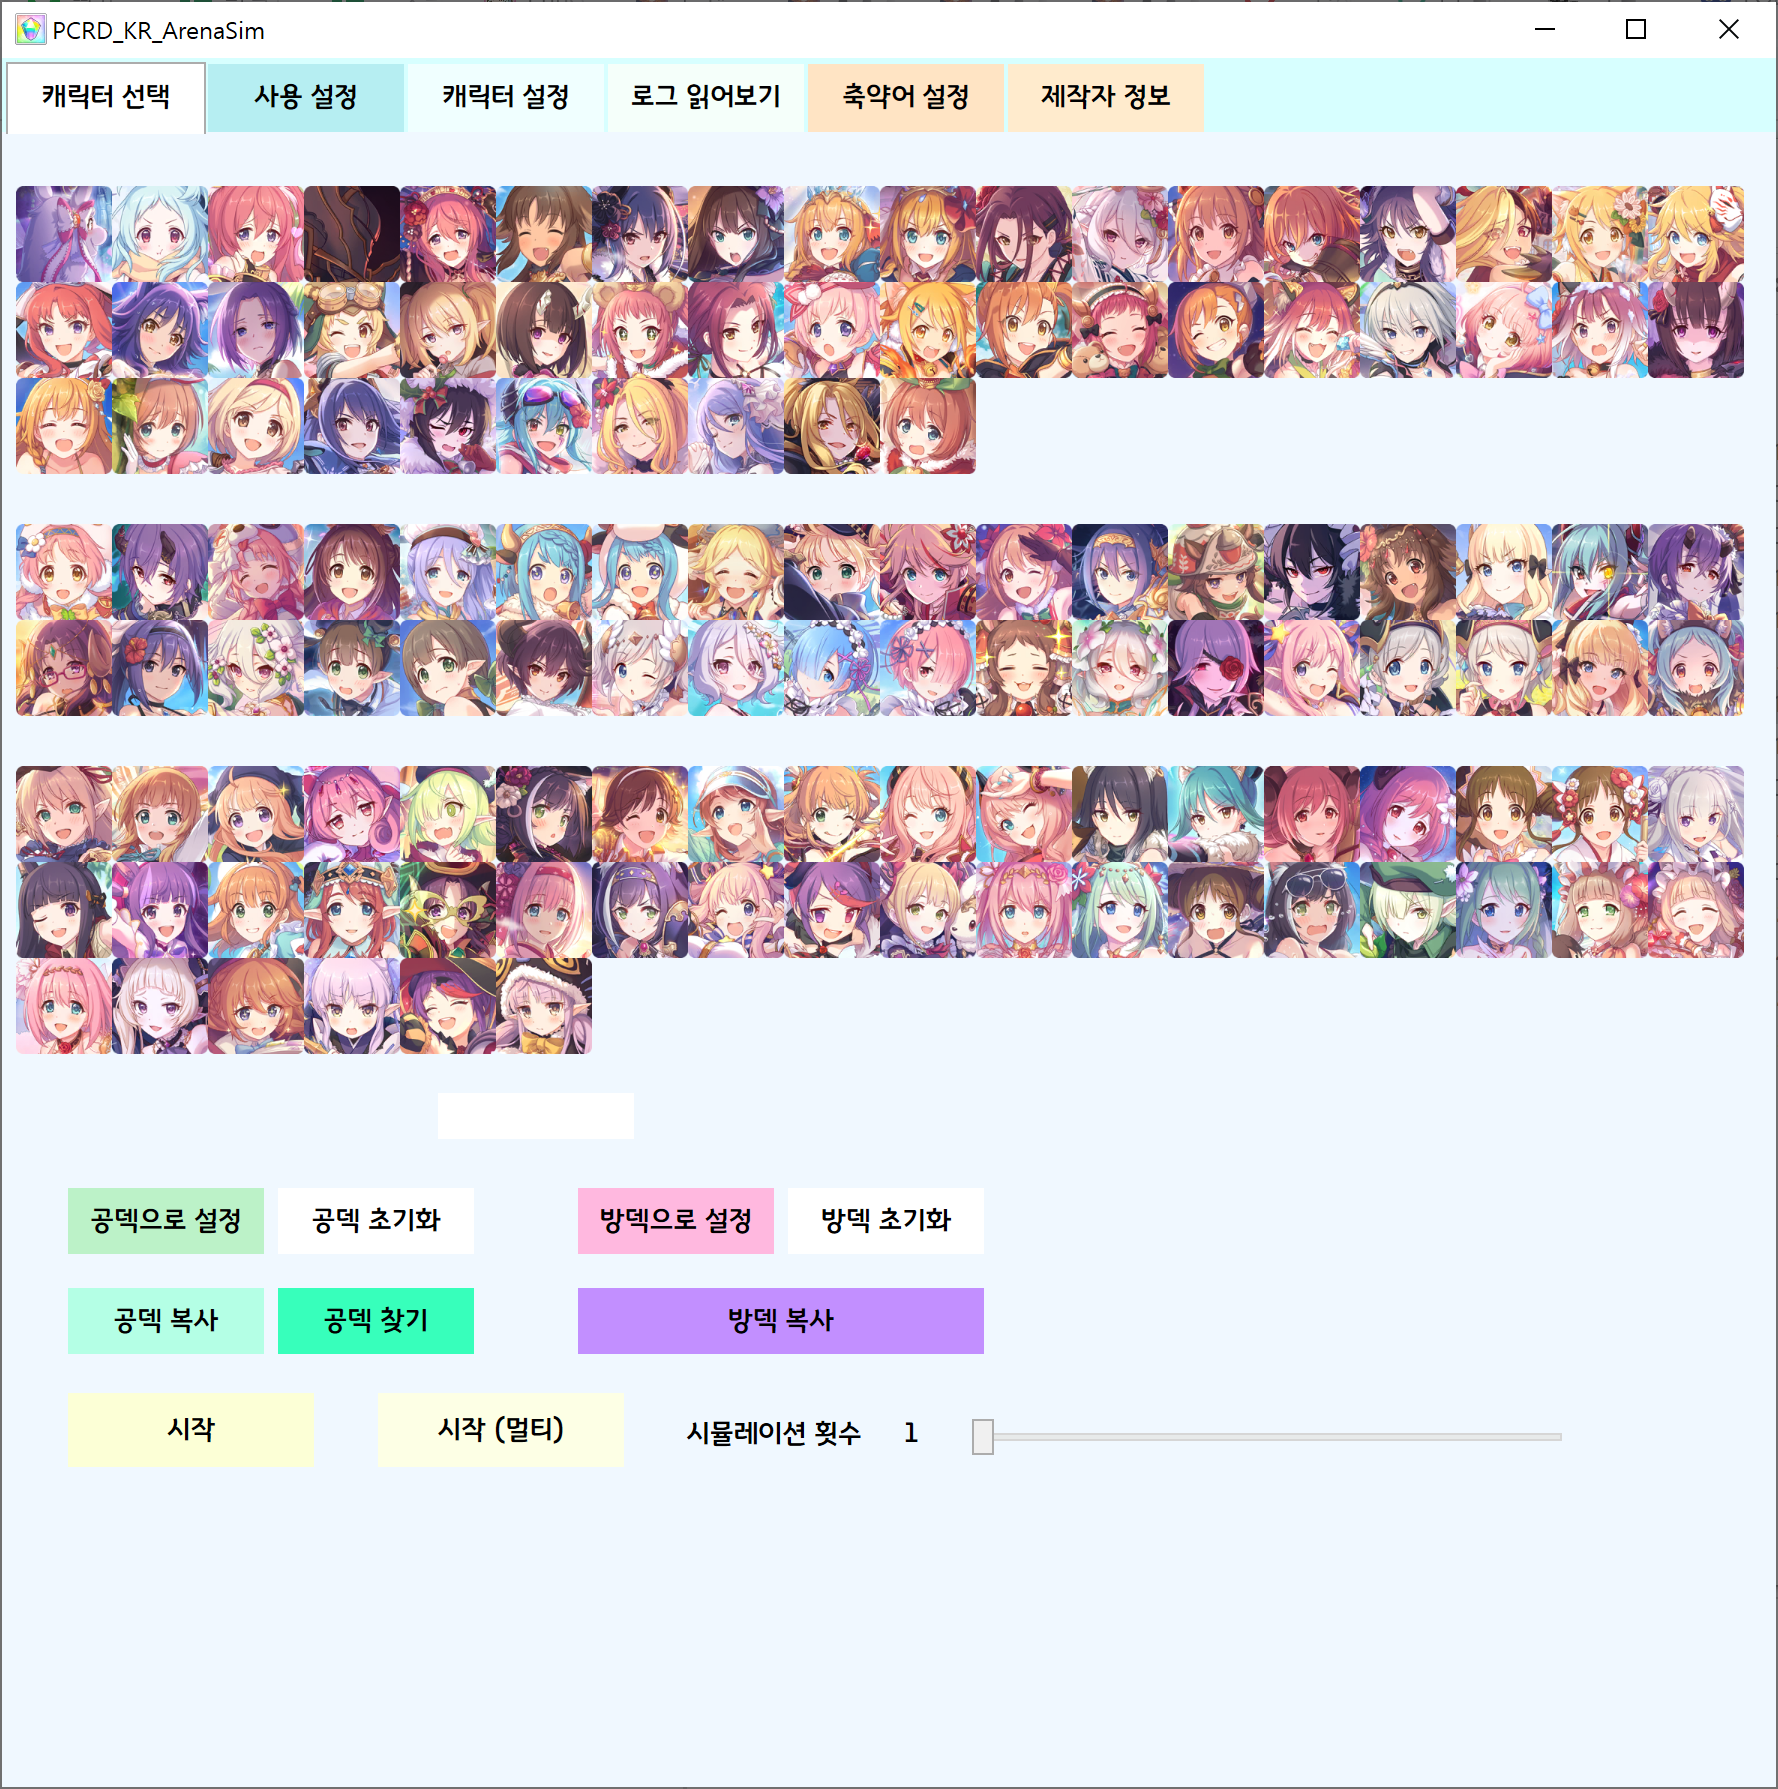 PCRD_KR_ArenaSim
캐릭터 선택
사용 설정
캐릭터 설정
로그 읽어보기
축약어 설정
제작자 정보
공덱으로 설정
공덱 초기화
방덱으로 설정
방덱 초기화
공덱 복사
공덱 찾기
방덱 복사
시작
시작 (멀티)
시뮬레이션 횟수
1